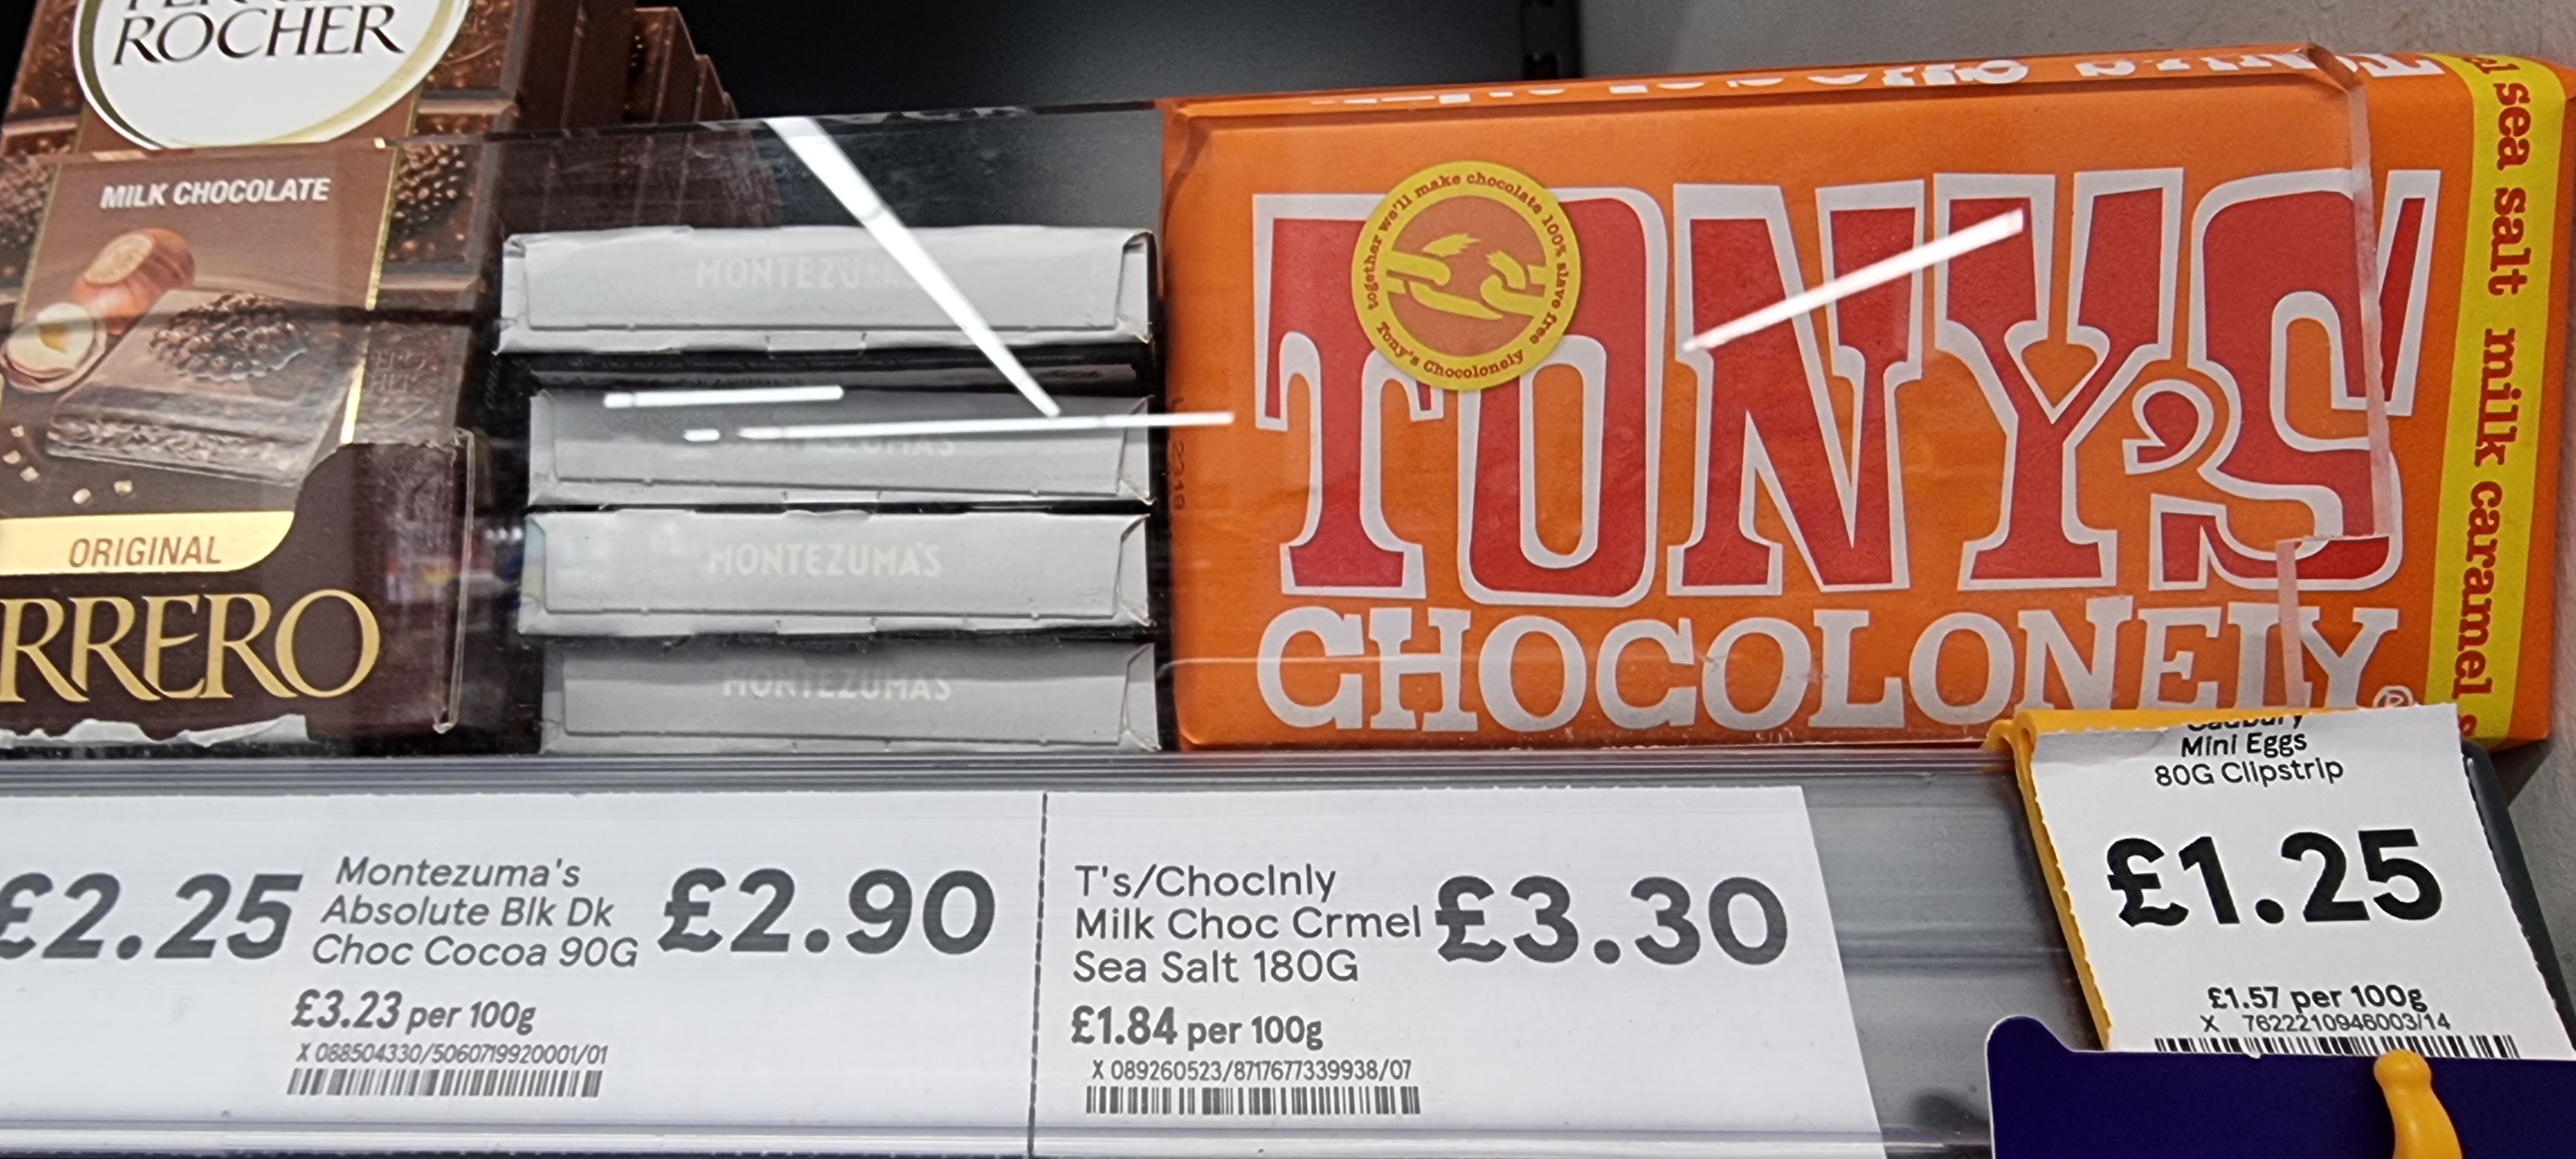 ROCHER
MILK CHOCOLATE
ORIGINAL
RRERO
MONTEZUMA'S
MONTEZUMAS
MONTEZUMA'S
MONTEZUMAS
together we'll make chocolate 100% slave free
Tony's Chocolonely
TONY'S
CHOCOLONELY®
sea salt milk caramel
£2.25
Montezuma's
Absolute Blk Dk
Choc Cocoa 90G
£2.90
£3.23 per 100g
X 088504330/5060719920001/01
T's/Choclnly
Milk Choc Crmel
Sea Salt 180G
£3.30
£1.84 per 100g
X 089260523/8717677339938/07
Cadbury
Mini Eggs
80G Clipstrip
£1.25
£1.57 per 100g
X 7622210946003/14